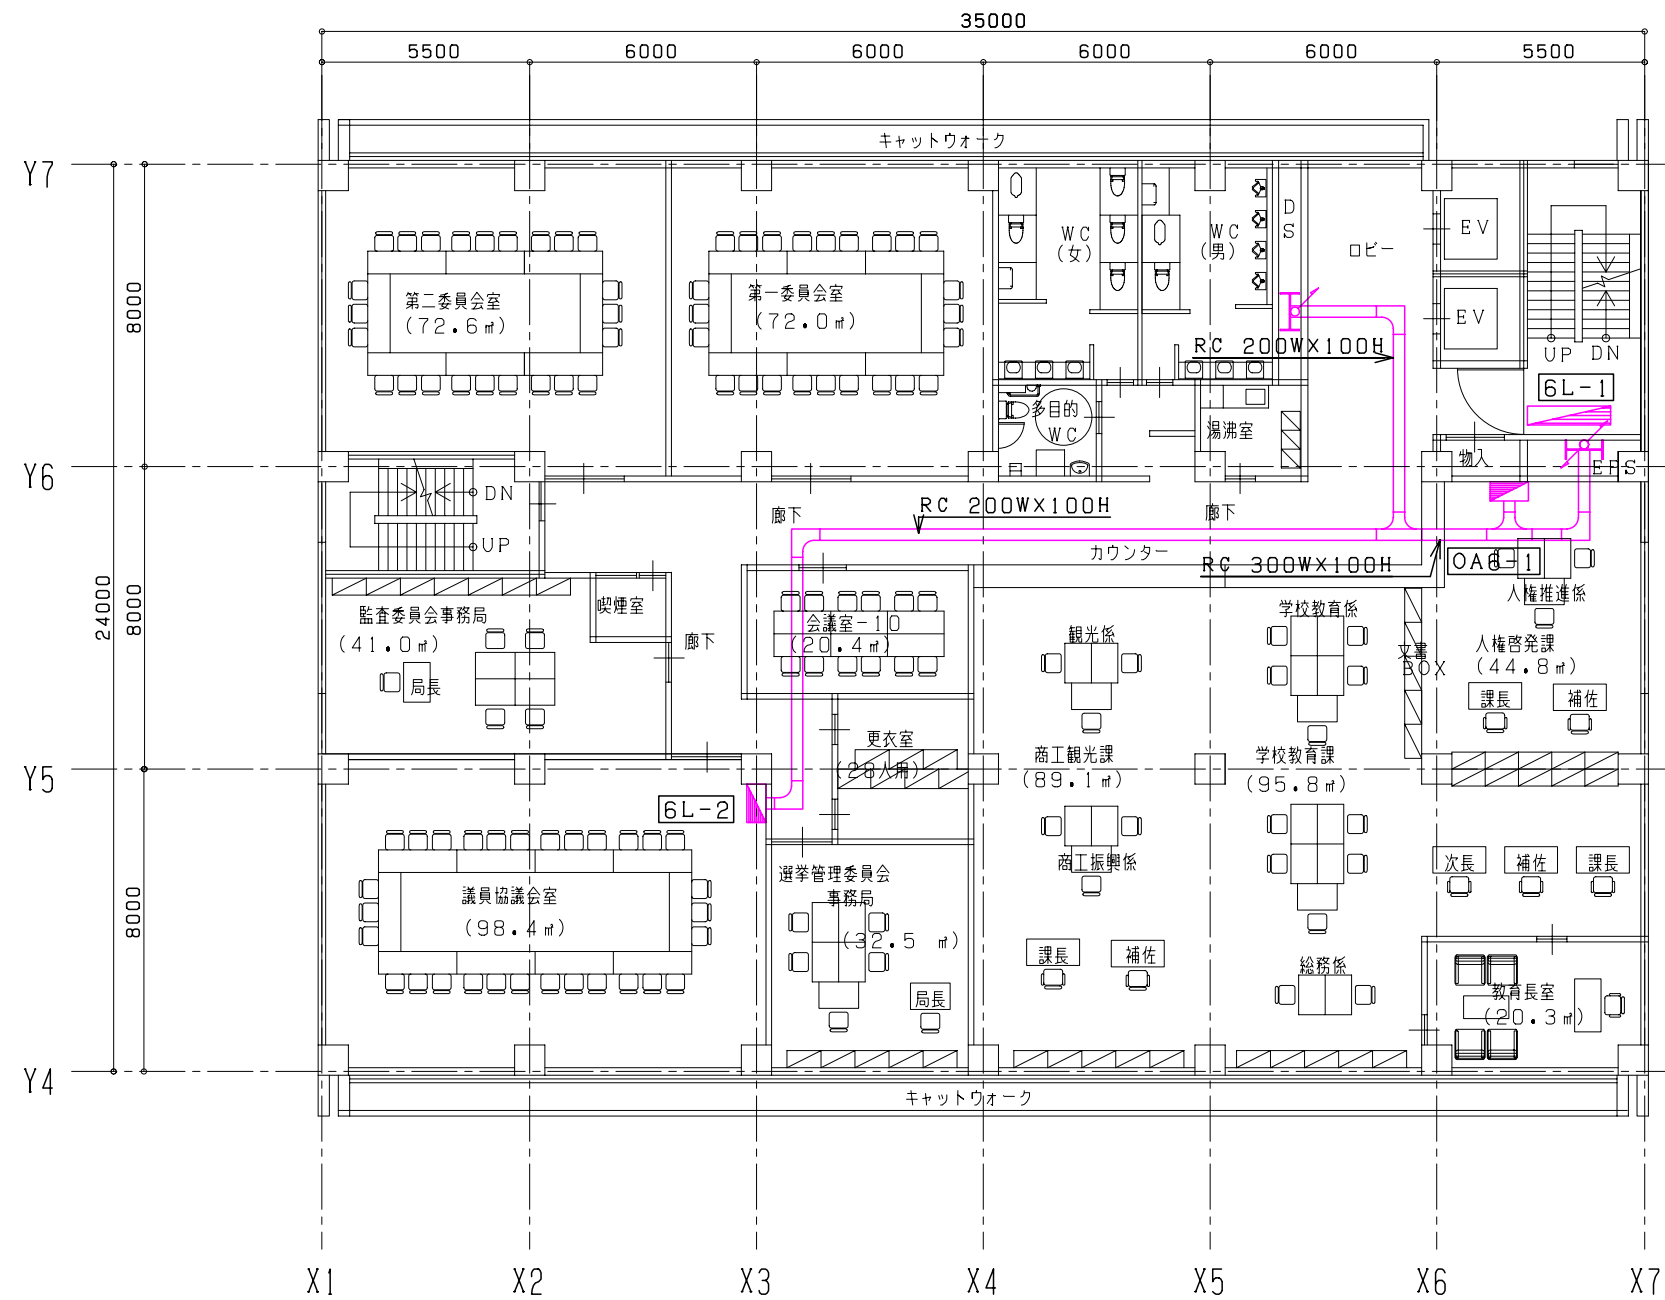 35000
5500
6000
6000
6000
6000
5500
キャットウォーク
Y7
DS
WC
(女)
WC
(男)
ロビー
EV
第二委員会室
(72.6㎡)
第一委員会室
(72.0㎡)
8000
EV
RC 200WX100H
UP DN
6L-1
多目的
WC
湯沸室
物入
EPS
Y6
DN
RC 200WX100H
廊下
廊下
UP
カウンター
RC 300WX100H
OA6-1
24000
8000
喫煙室
監査委員会事務局
(41.0㎡)
廊下
会議室-10
(20.4㎡)
観光係
学校教育係
人権推進係
文書
BOX
人権啓発課
(44.8㎡)
局長
課長
補佐
更衣室
(28人用)
商工観光課
(89.1㎡)
学校教育課
(95.8㎡)
Y5
6L-2
商工振興係
次長
補佐
課長
選挙管理委員会
事務局
(32.5 ㎡)
議員協議会室
(98.4㎡)
8000
課長
補佐
総務係
局長
教育長室
(20.3㎡)
Y4
キャットウォーク
X1
X2
X3
X4
X5
X6
X7